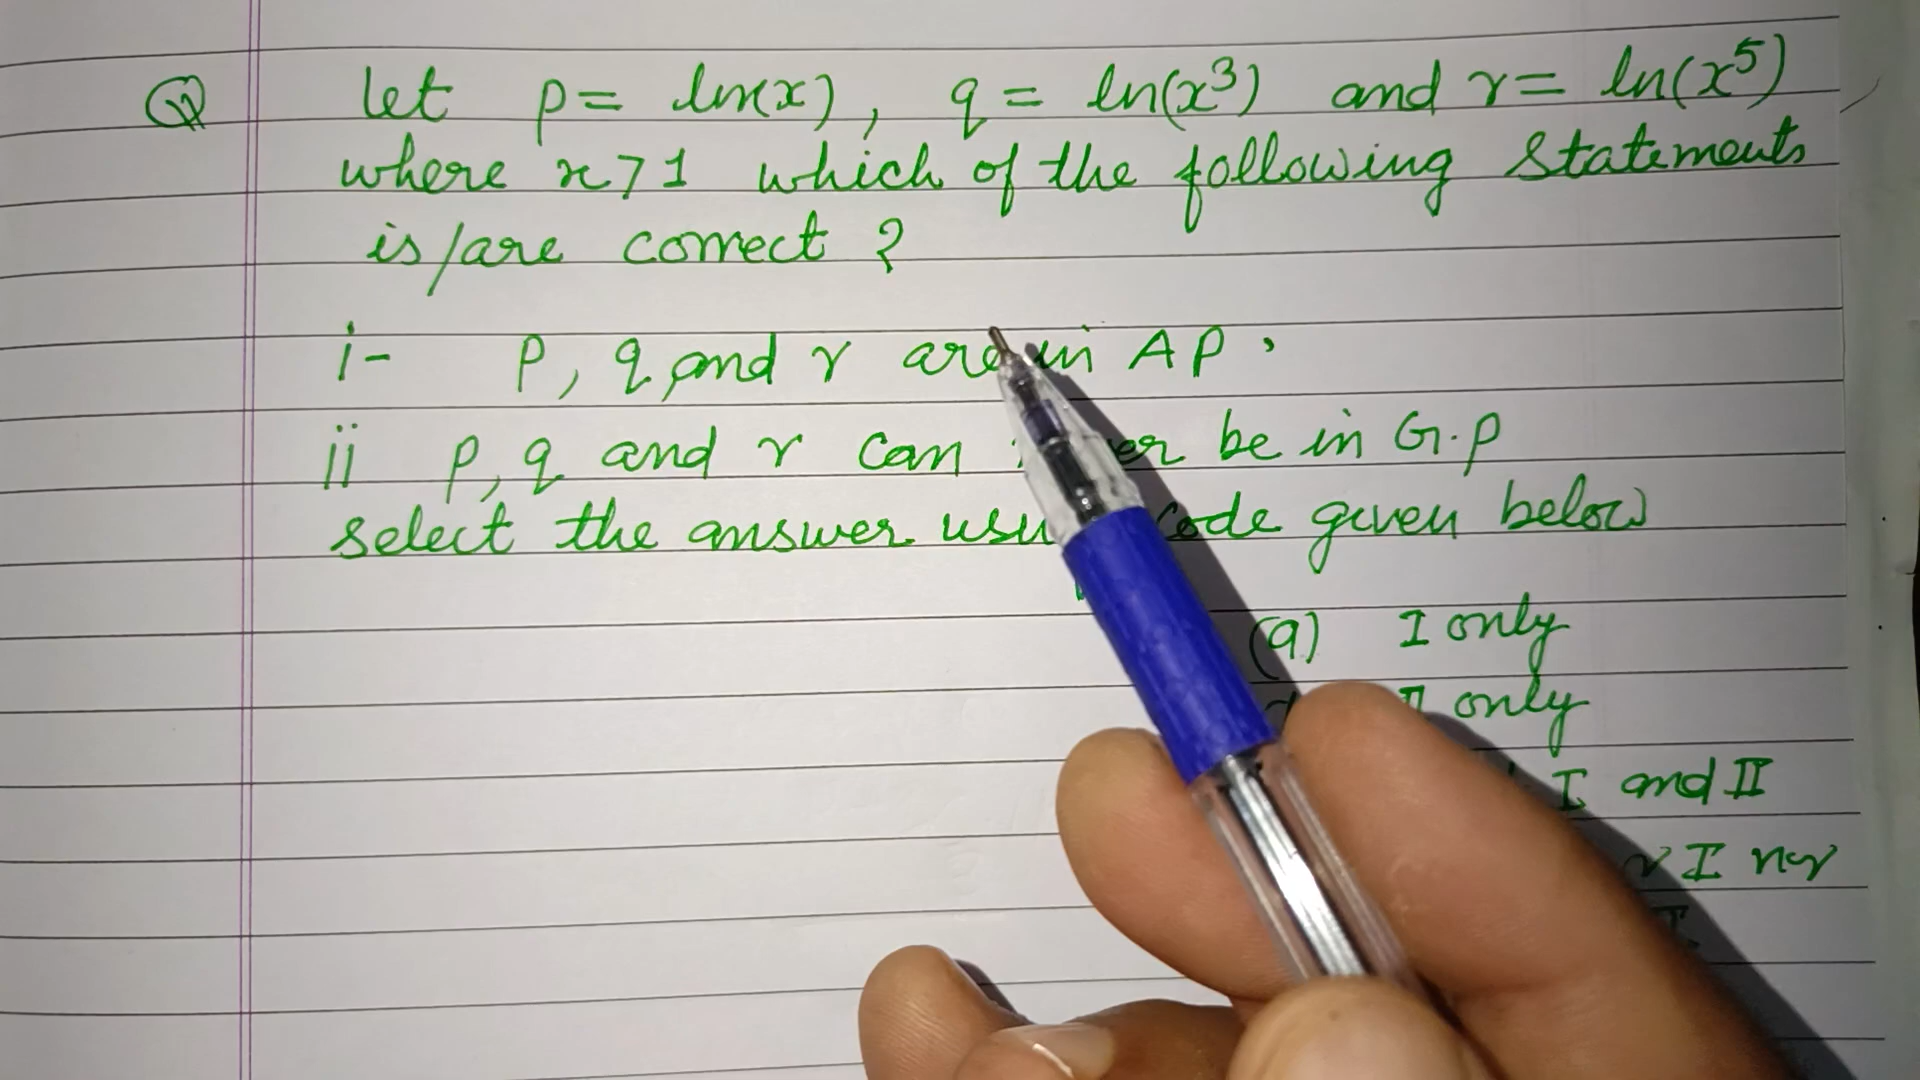 Q let p = ln(x), q = ln(x³) and r = ln(x⁵)
where x > 1 which of the following statements
is/are correct ?
i- P, q and r are in AP.
ii p, q and r can be in G.P
select the answer code given below
(a) I only
II only
I and II
I nor